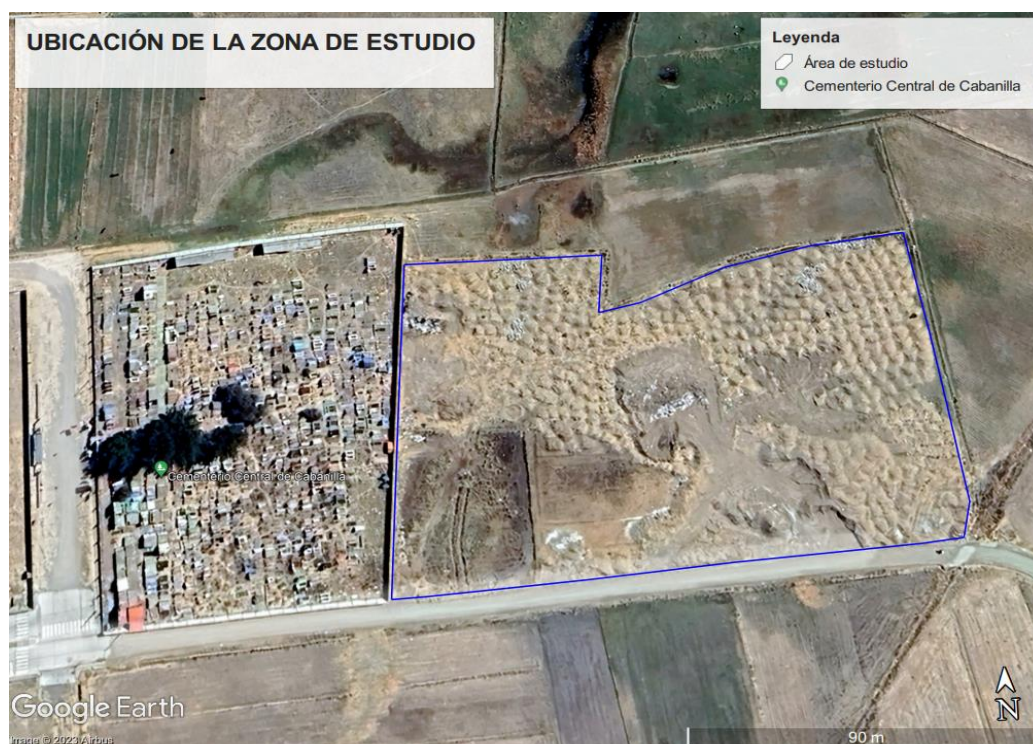 UBICACIÓN DE LA ZONA DE ESTUDIO
Leyenda
Área de estudio
Cementerio Central de Cabanilla
Cementerio Central de Cabanilla
Google Earth
Image © 2023 Airbus
N
90 m